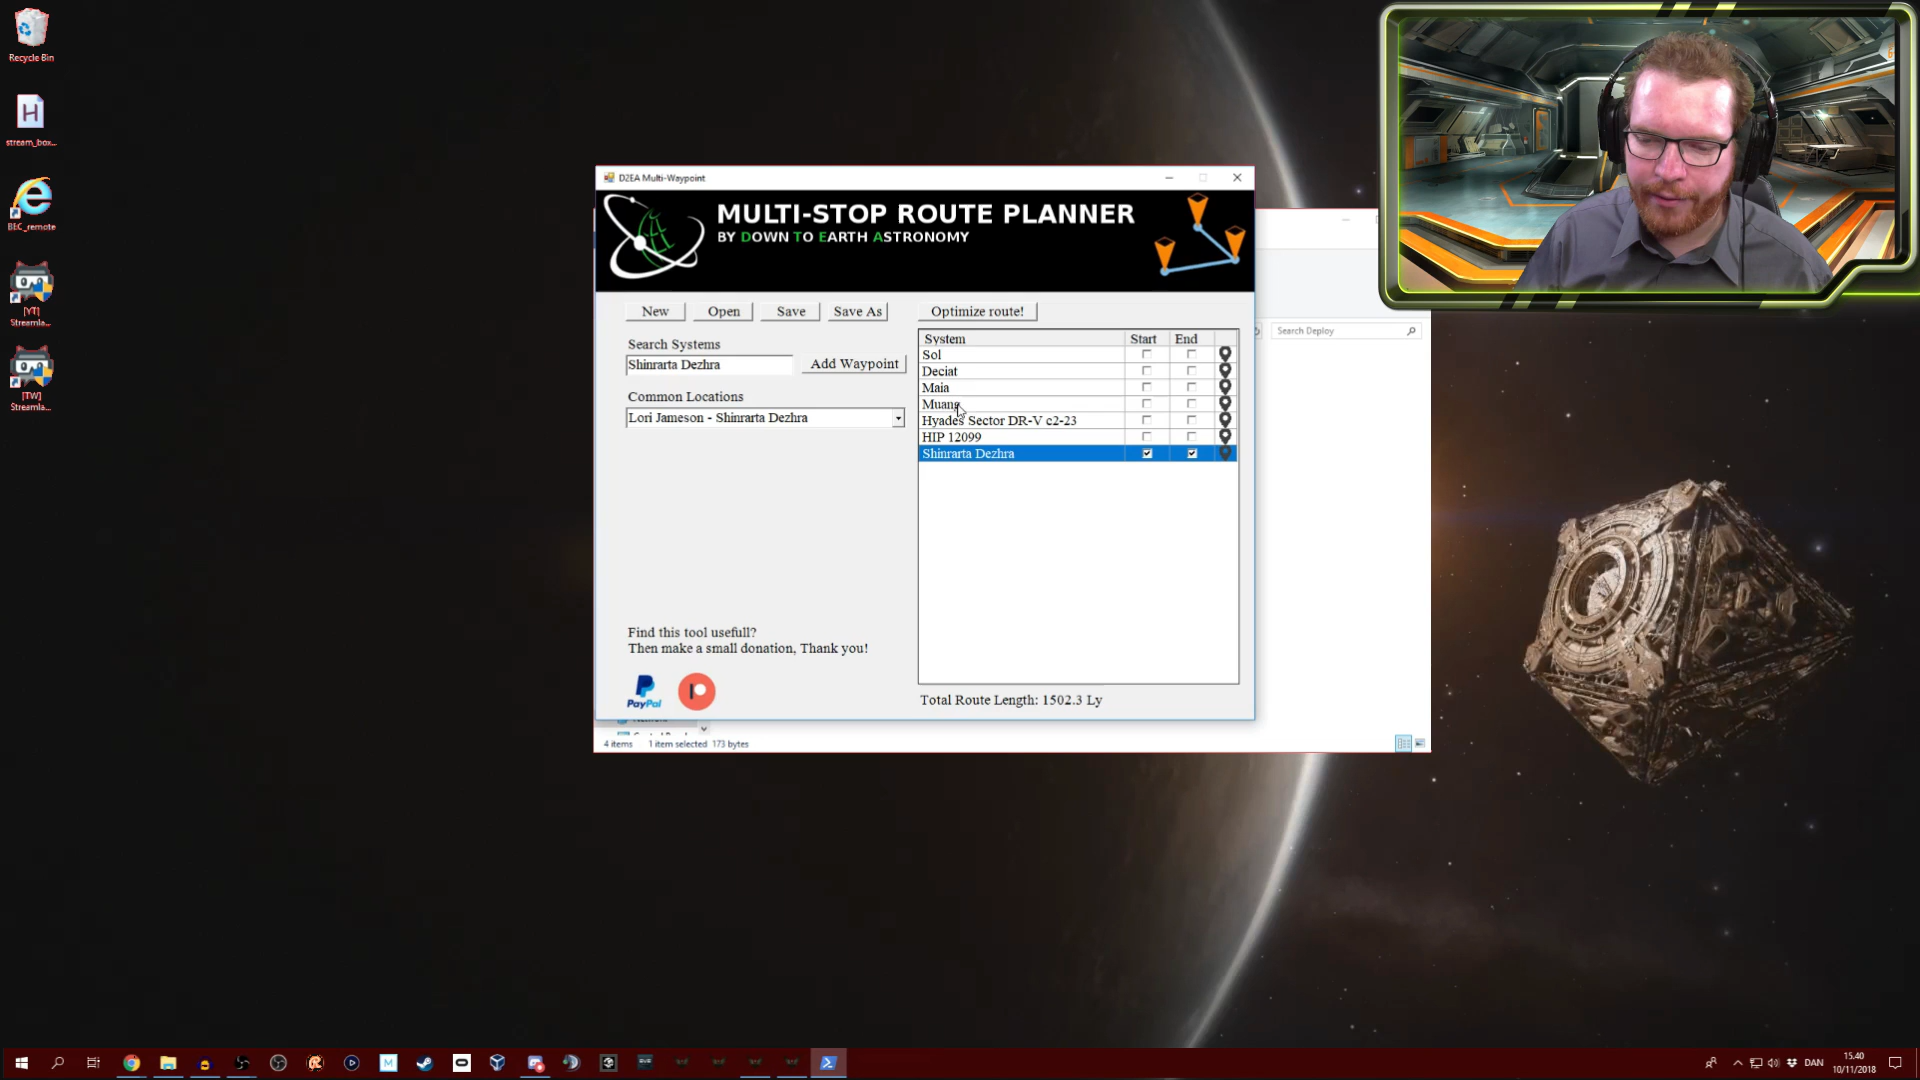 Recycle Bin
stream_box...
BEC_remote
[YT]
Streamla...
[TW]
Streamla...
D2EA Multi-Waypoint
MULTI-STOP ROUTE PLANNER
BY DOWN TO EARTH ASTRONOMY
New
Open
Save
Save As
Optimize route!
Search Systems
Shinrarta Dezhra
Add Waypoint
Common Locations
Lori Jameson - Shinrarta Dezhra
System Start End
Sol
Deciat
Maia
Muang
Hyades Sector DR-V c2-23
HIP 12099
Shinrarta Dezhra
Find this tool usefull?
Then make a small donation, Thank you!
PayPal
Total Route Length: 1502.3 Ly
Search Deploy
4 items 1 item selected 173 bytes
DAN
15.40
10/11/2018